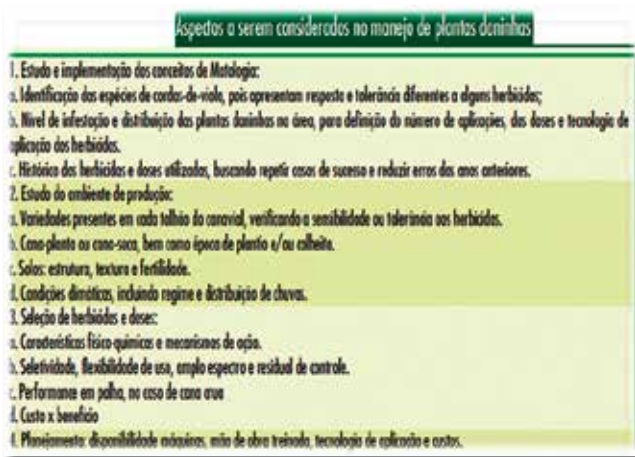 Aspectos a serem considerados no manejo de plantas daninhas
1. Estudo e implementação dos conceitos de Matologia:
a. Identificação das espécies de cordas-de-viola, pois apresentam resposta e tolerância diferentes a alguns herbicidas;
b. Nível de infestação e distribuição das plantas daninhas na área, para definição do número de aplicações, das doses e tecnologia de
aplicação dos herbicidas.
c. Histórico dos herbicidas e doses utilizadas, buscando repetir casos de sucesso e reduzir erros dos anos anteriores.
2. Estudo do ambiente de produção:
a. Variedades presentes em cada talhão do canavial, verificando a sensibilidade ou tolerância aos herbicidas.
b. Cana-planta ou cana-soca, bem como época de plantio e/ou colheita.
c. Solos: estrutura, textura e fertilidade.
d. Condições climáticas, incluindo regime e distribuição de chuvas.
3. Seleção de herbicidas e doses:
a. Características físico-químicas e mecanismos de ação.
b. Seletividade, flexibilidade de uso, amplo espectro e residual de controle.
c. Performance em palha, no caso de cana crua
d. Custo x benefício
4. Planejamento: disponibilidade máquinas, mão de obra treinada, tecnologia de aplicação e custos.